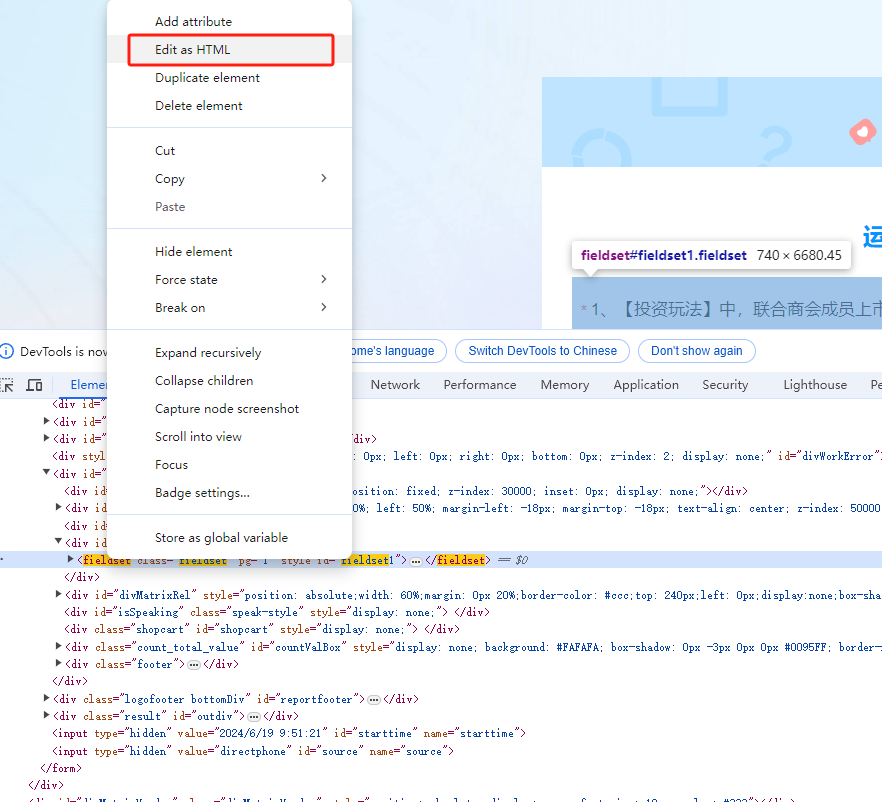 Add attribute
Edit as HTML
Duplicate element
Delete element
Cut
Copy
Paste
Hide element
Force state
Break on
Expand recursively
Collapse children
Capture node screenshot
Scroll into view
Focus
Badge settings...
Store as global variable
运
fieldset#fieldset1.fieldset 740 × 6680.45
* 1、【投资玩法】中，联合商会成员上市
DevTools is now
ome's language
Switch DevTools to Chinese
Don't show again
Elemen Network Performance Memory Application Security Lighthouse Pe
<div id="
<div id="
<div id=" /div>
<div styl : 0px; left: 0px; right: 0px; bottom: 0px; z-index: 2; display: none;" id="divWorkError"
<div id="
<div id osition: fixed; z-index: 30000; inset: 0px; display: none;"></div>
<div id 0%; left: 50%; margin-left: -18px; margin-top: -18px; text-align: center; z-index: 50000
<div id
<div id
<fieldset class="fieldset" pg="1" style id="fieldset1"> … </fieldset> == $0
</div>
<div id="divMatrixRel" style="position: absolute;width: 60%;margin: 0px 20%;border-color: #ccc;top: 240px;left: 0px;display:none;box-sha
<div id="isSpeaking" class="speak-style" style="display: none;"> </div>
<div class="shopcart" id="shopcart" style="display: none;"> </div>
<div class="count_total_value" id="countValBox" style="display: none; background: #FAFAFA; box-shadow: 0px -3px 0px 0px #0095FF; border-
<div class="footer"> … </div>
</div>
<div class="logofooter bottomDiv" id="reportfooter"> … </div>
<div class="result" id="outdiv"> … </div>
<input type="hidden" value="2024/6/19 9:51:21" id="starttime" name="starttime">
<input type="hidden" value="directphone" id="source" name="source">
</form>
</div>